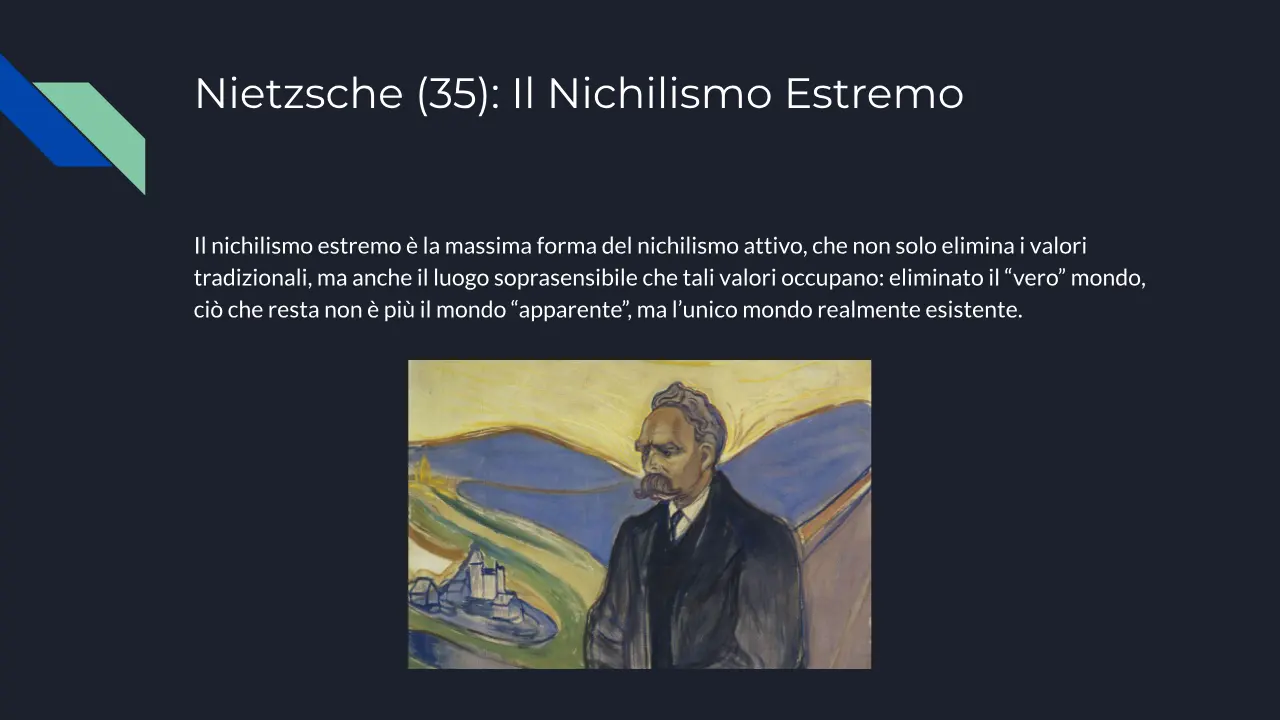 Nietzsche (35): Il Nichilismo Estremo
Il nichilismo estremo è la massima forma del nichilismo attivo, che non solo elimina i valori
tradizionali, ma anche il luogo soprasensibile che tali valori occupano: eliminato il “vero” mondo,
ciò che resta non è più il mondo “apparente”, ma l’unico mondo realmente esistente.